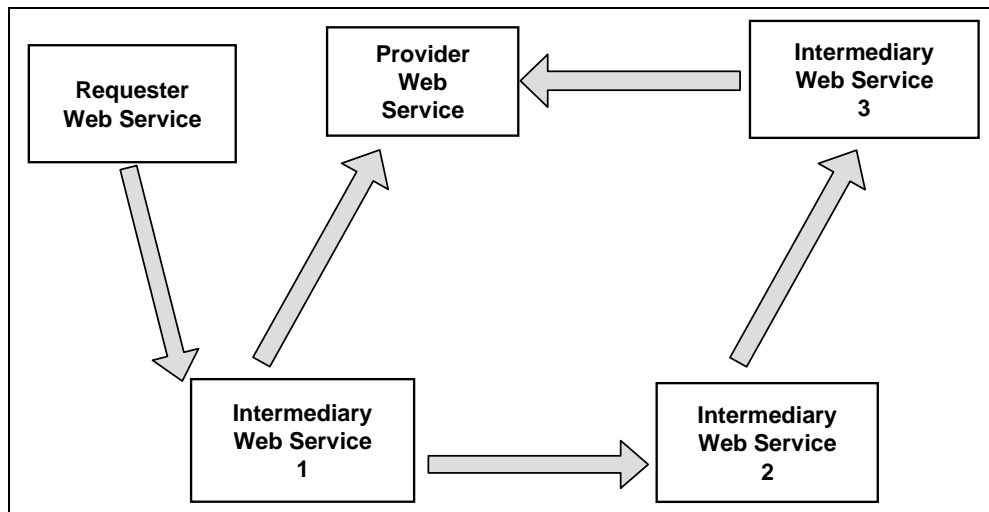 Requester
Web Service
Provider
Web
Service
Intermediary
Web Service
3
Intermediary
Web Service
1
Intermediary
Web Service
2